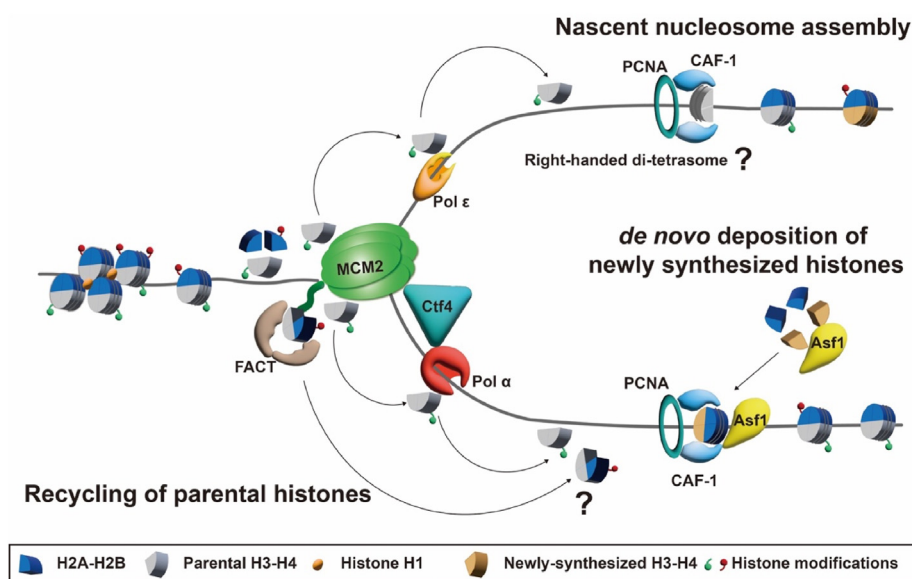 Nascent nucleosome assembly
PCNA
CAF-1
Right-handed di-tetrasome ?
Pol ε
MCM2
de novo deposition of
newly synthesized histones
Ctf4
Asf1
FACT
Pol α
PCNA
Asf1
CAF-1
Recycling of parental histones
?
H2A-H2B
Parental H3-H4
Histone H1
Newly-synthesized H3-H4
Histone modifications